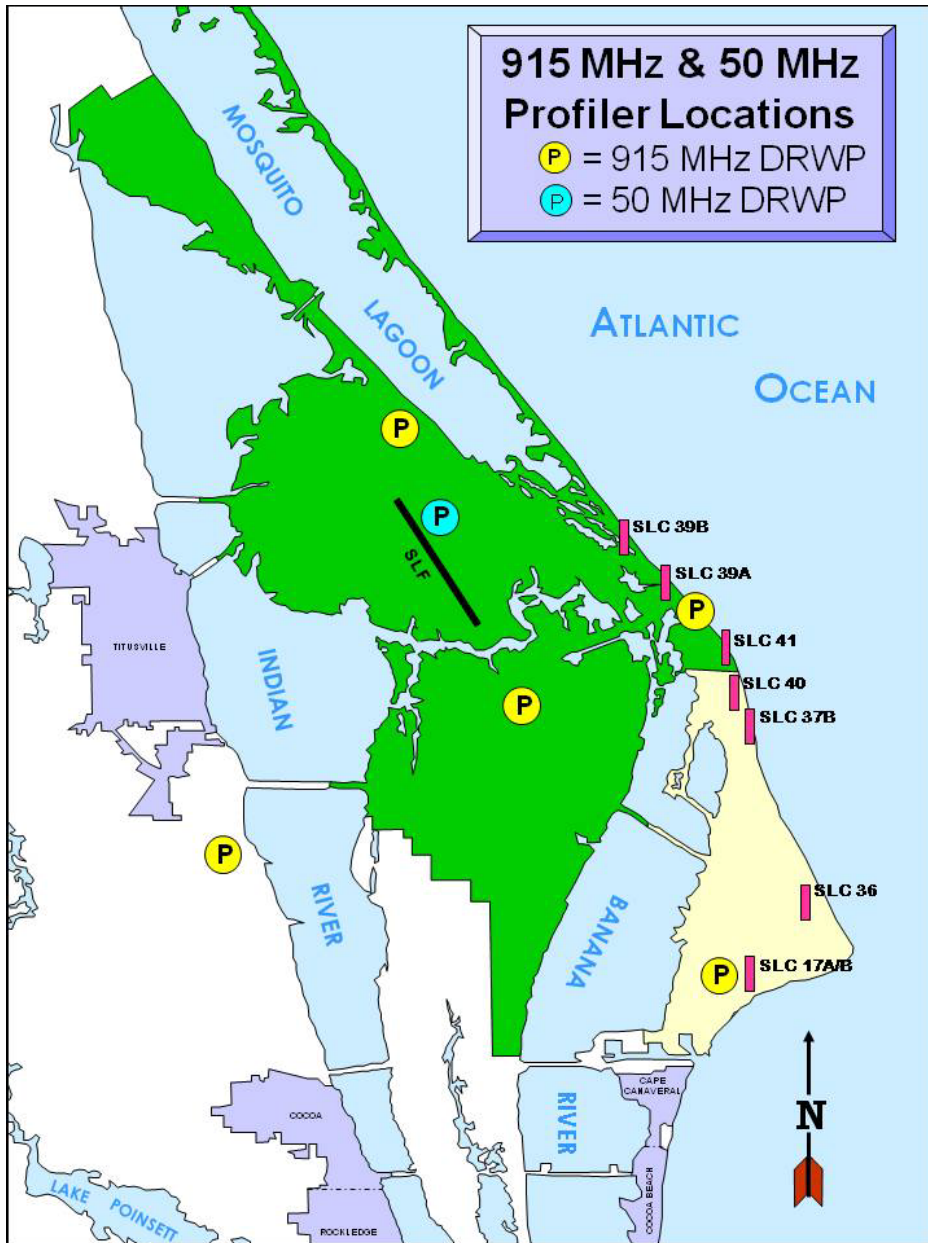 915 MHz & 50 MHz
Profiler Locations
P = 915 MHz DRWP
P = 50 MHz DRWP
MOSQUITO
LAGOON
ATLANTIC
OCEAN
P
P
SLF
SLC 39B
SLC 39A
P
SLC 41
TITUSVILLE
INDIAN
SLC 40
P
SLC 37B
P
RIVER
BANANA
SLC 36
P
SLC 17A/B
CAPE
CANAVERAL
COCOA
RIVER
N
LAKE POINSETT
ROCKLEDGE
COCOA BEACH